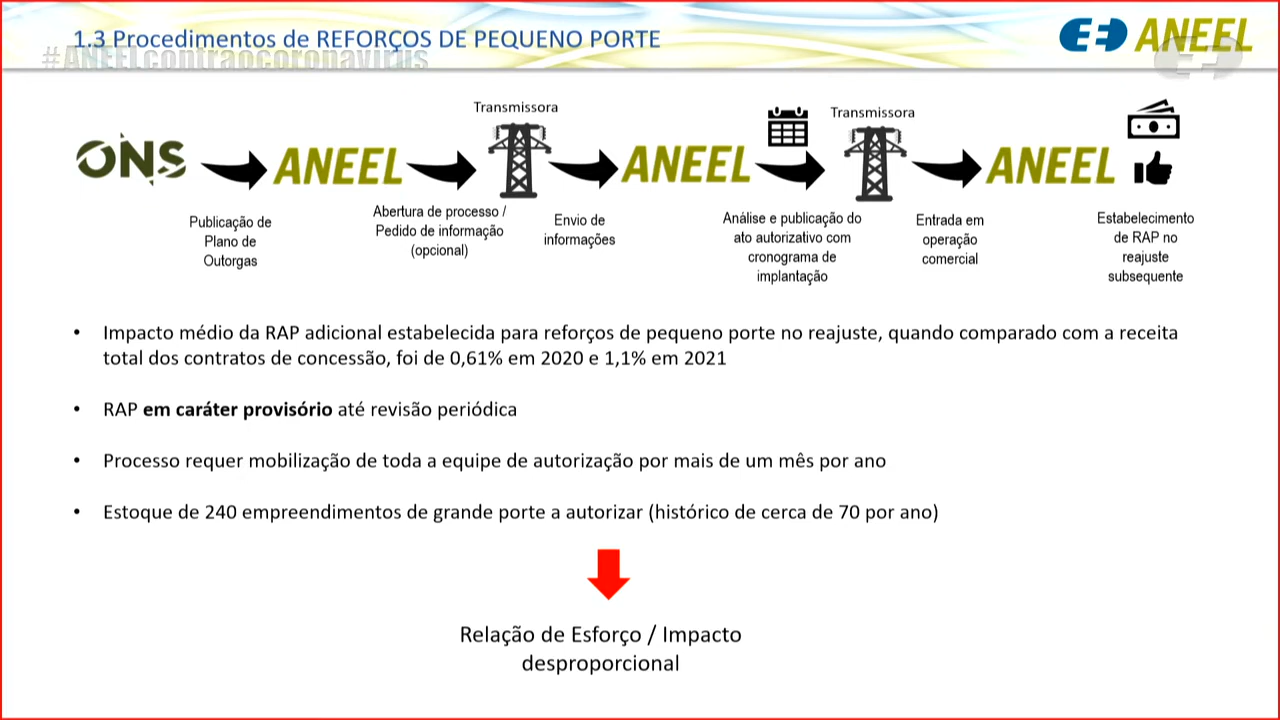 1.3 Procedimentos de REFORÇOS DE PEQUENO PORTE
#ANEELcontraocoronavirus
ANEEL
Transmissora
Transmissora
ONS
ANEEL
ANEEL
ANEEL
Publicação de
Plano de
Outorgas
Abertura de processo /
Pedido de informação
(opcional)
Envio de
informações
Análise e publicação do
ato autorizativo com
cronograma de
implantação
Entrada em
operação
comercial
Estabelecimento
de RAP no
reajuste
subsequente
• Impacto médio da RAP adicional estabelecida para reforços de pequeno porte no reajuste, quando comparado com a receita
total dos contratos de concessão, foi de 0,61% em 2020 e 1,1% em 2021
• RAP em caráter provisório até revisão periódica
• Processo requer mobilização de toda a equipe de autorização por mais de um mês por ano
• Estoque de 240 empreendimentos de grande porte a autorizar (histórico de cerca de 70 por ano)
Relação de Esforço / Impacto
desproporcional